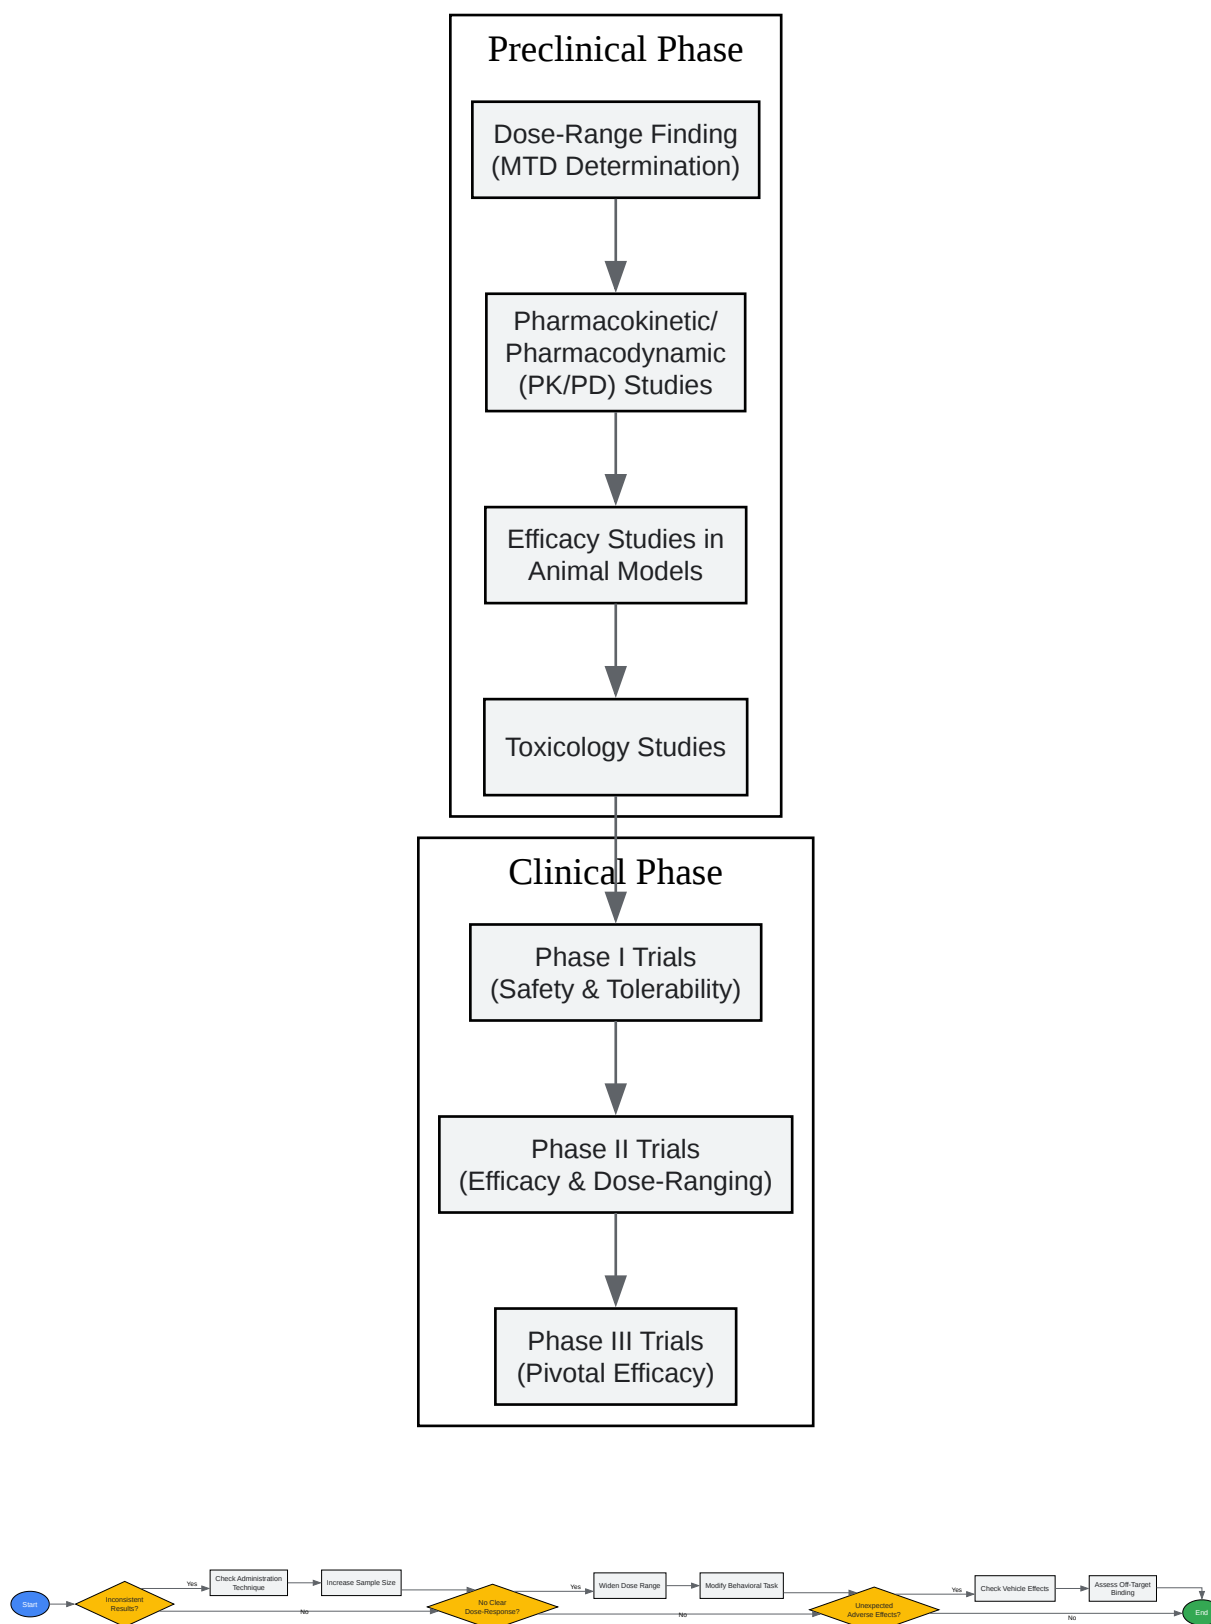 Preclinical Phase
Dose-Range Finding
(MTD Determination)
Pharmacokinetic/
Pharmacodynamic
(PK/PD) Studies
Efficacy Studies in
Animal Models
Toxicology Studies
Clinical Phase
Phase I Trials
(Safety & Tolerability)
Phase II Trials
(Efficacy & Dose-Ranging)
Phase III Trials
(Pivotal Efficacy)
Start
Inconsistent
Results?
Yes
Check Administration
Technique
Increase Sample Size
No
No Clear
Dose-Response?
Yes
Widen Dose Range
Modify Behavioral Task
No
Unexpected
Adverse Effects?
Yes
Check Vehicle Effects
Assess Off-Target
Binding
No
End